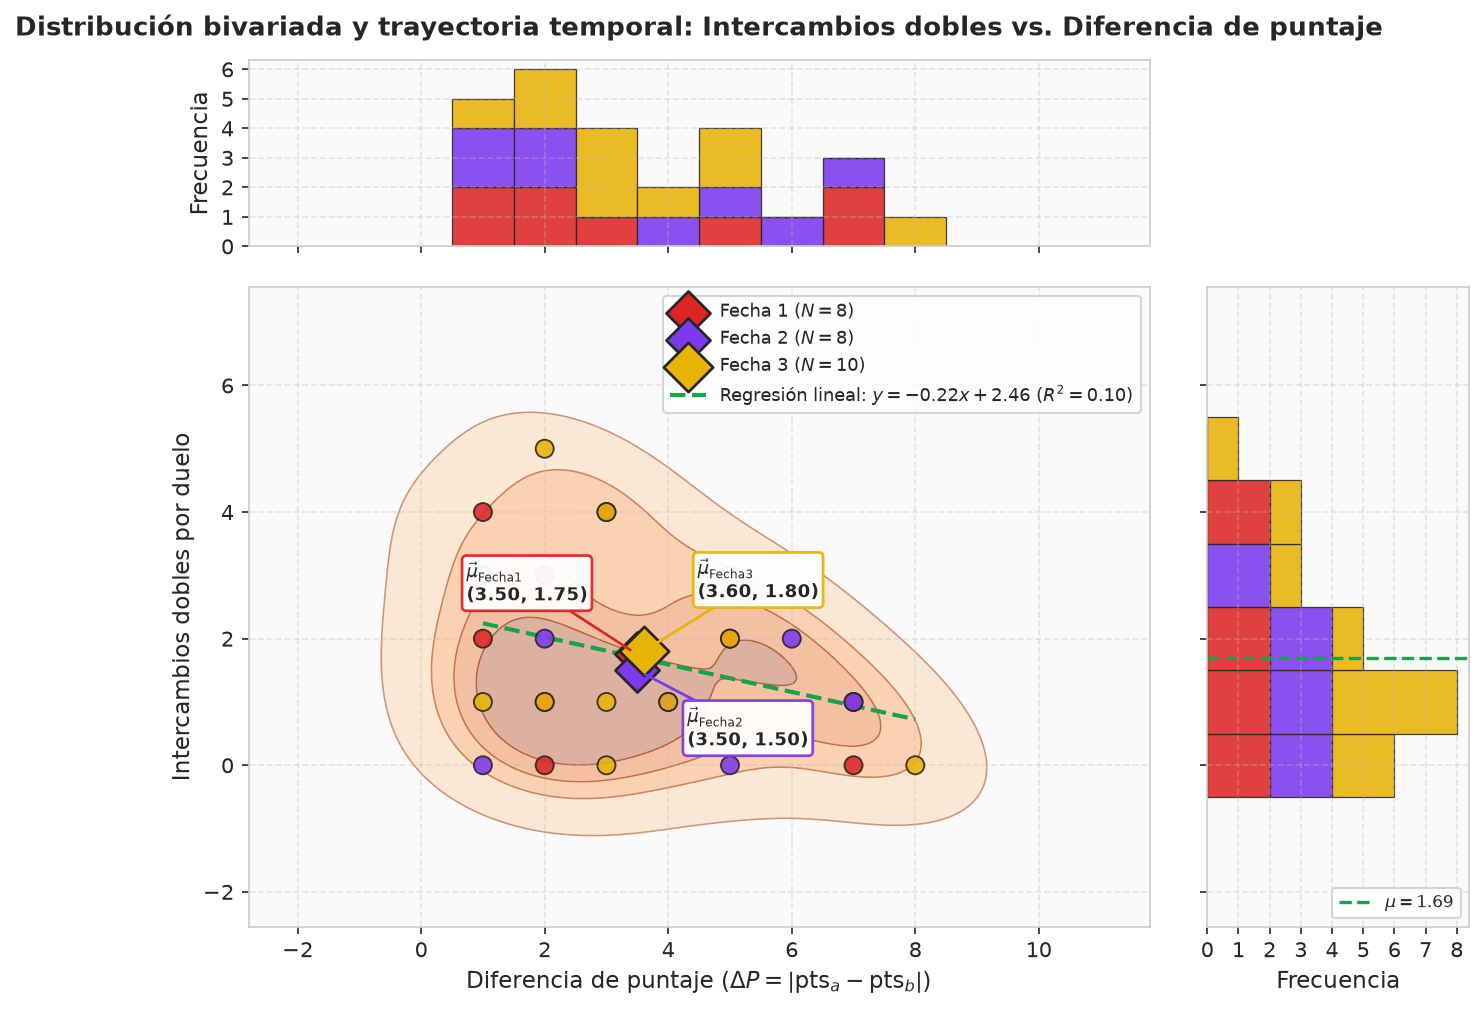 Distribución bivariada y trayectoria temporal: Intercambios dobles vs. Diferencia de puntaje
Frecuencia
6
5
4
3
2
1
0
Fecha 1 (N = 8)
Fecha 2 (N = 8)
Fecha 3 (N = 10)
Regresión lineal: y = −0.22x + 2.46 (R² = 0.10)
Intercambios dobles por duelo
6
4
2
0
−2
μ⃗Fecha1
(3.50, 1.75)
μ⃗Fecha3
(3.60, 1.80)
μ⃗Fecha2
(3.50, 1.50)
−2 0 2 4 6 8 10
Diferencia de puntaje (ΔP = |ptsₐ − pts_b|)
μ = 1.69
0 1 2 3 4 5 6 7 8
Frecuencia